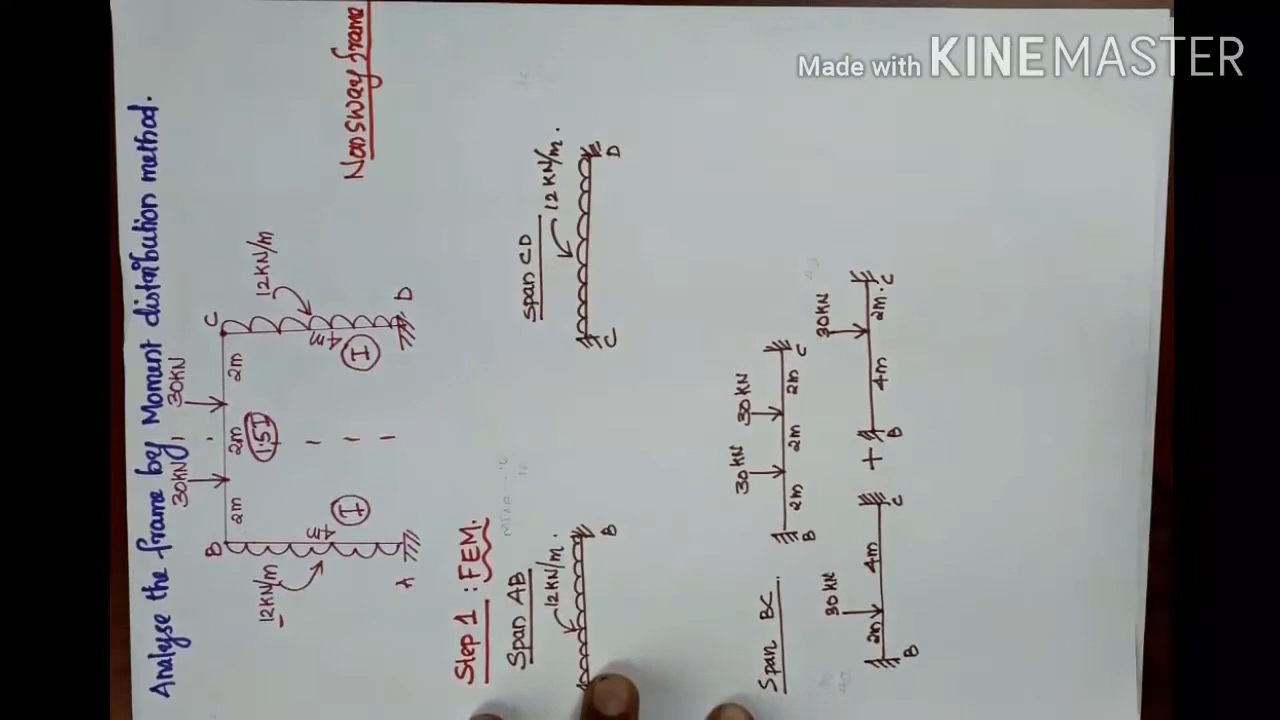 Made with KINEMASTER
Analyse the frame by Moment distribution method.
30KN 30KN
B 2m 2m 2m C
1.5I
12KN/m 12KN/m
4m 4m
I I
A D
Nonsway frame
Step 1 : FEM.
Span AB
12KN/m.
B
Span CD
12KN/m.
C D
Span BC
30KN 30KN
2m 2m 2m
B C
30KN
2m 4m
B C
+
30KN
4m 2m.
B C